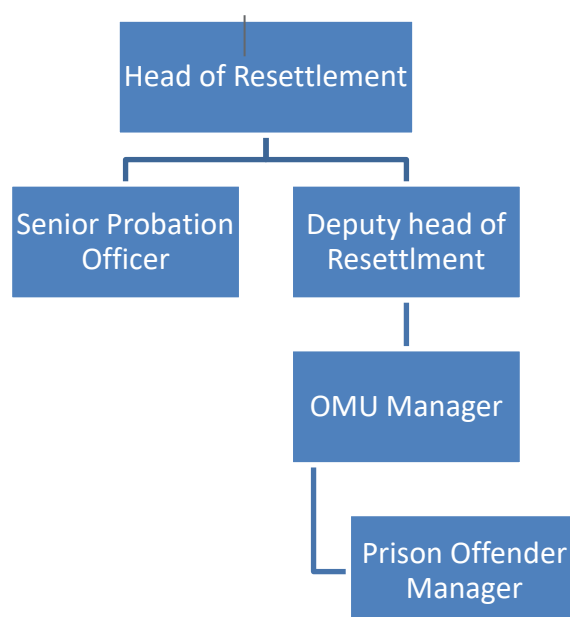 Head of Resettlement
Senior Probation
Officer
Deputy head of
Resettlment
OMU Manager
Prison Offender
Manager